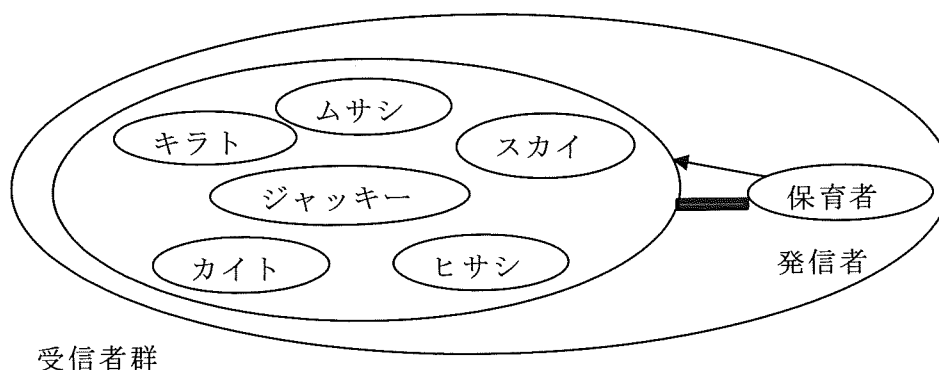 ムサシ
キラト
スカイ
ジャッキー
保育者
カイト
ヒサシ
発信者
受信者群